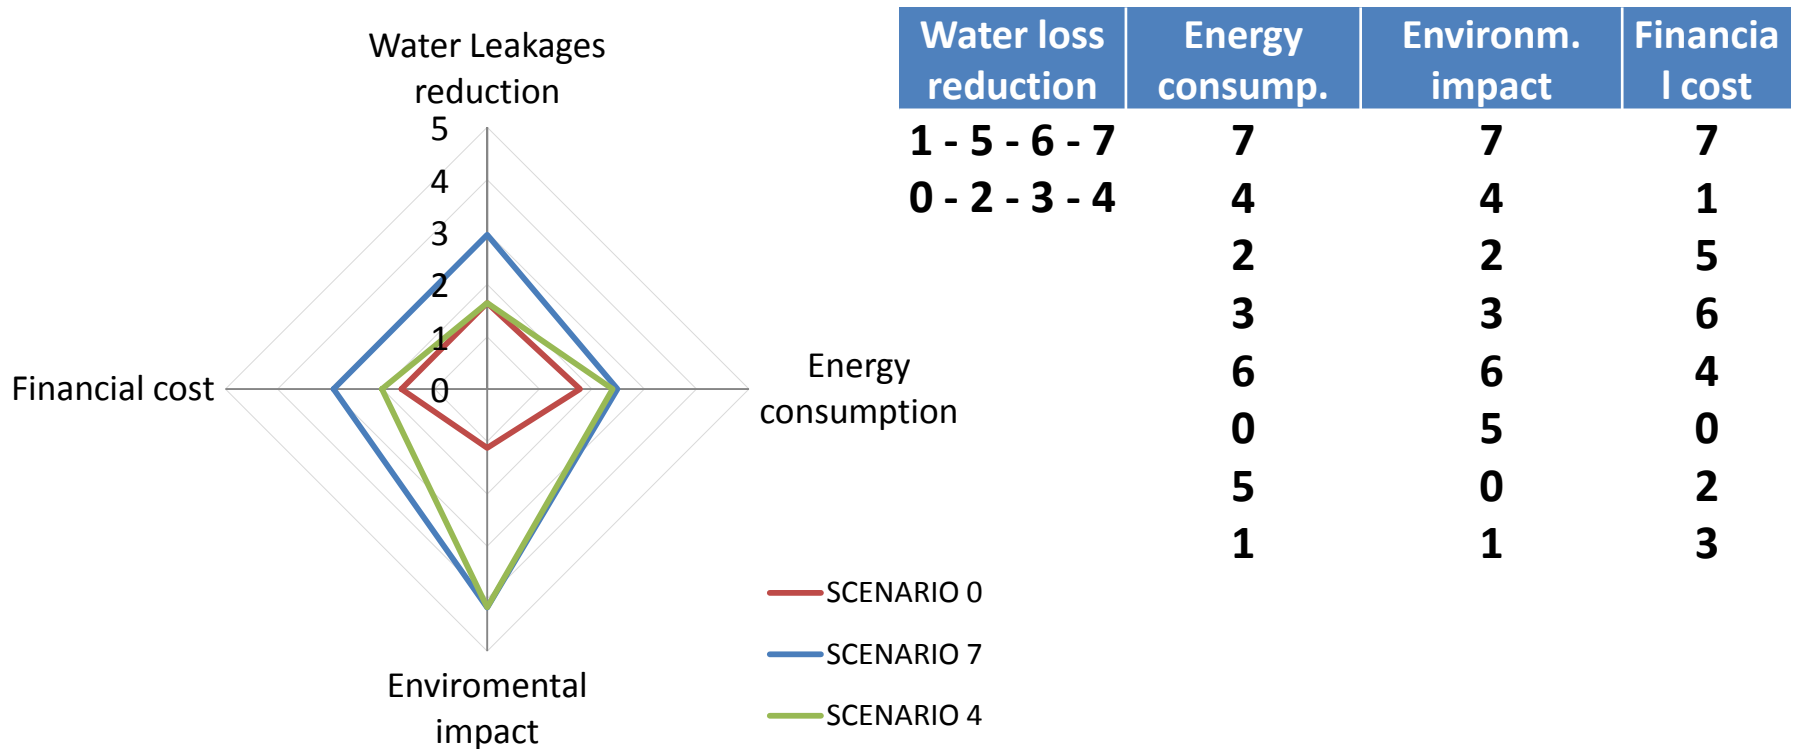 Water Leakages
reduction
5
4
3
2
1
0
Financial cost
Energy
consumption
Enviromental
impact
SCENARIO 0
SCENARIO 7
SCENARIO 4
Water loss reduction Energy consump. Environm. impact Financia l cost
1 - 5 - 6 - 7 7 7 7
0 - 2 - 3 - 4 4 4 1
2 2 5
3 3 6
6 6 4
0 5 0
5 0 2
1 1 3